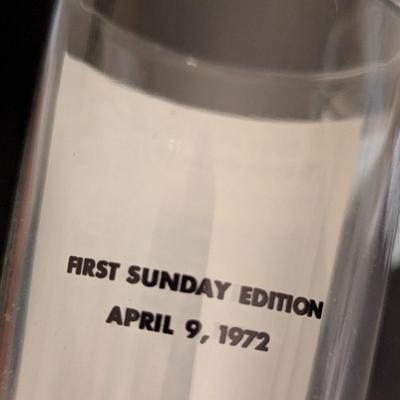 FIRST SUNDAY EDITION
APRIL 9, 1972